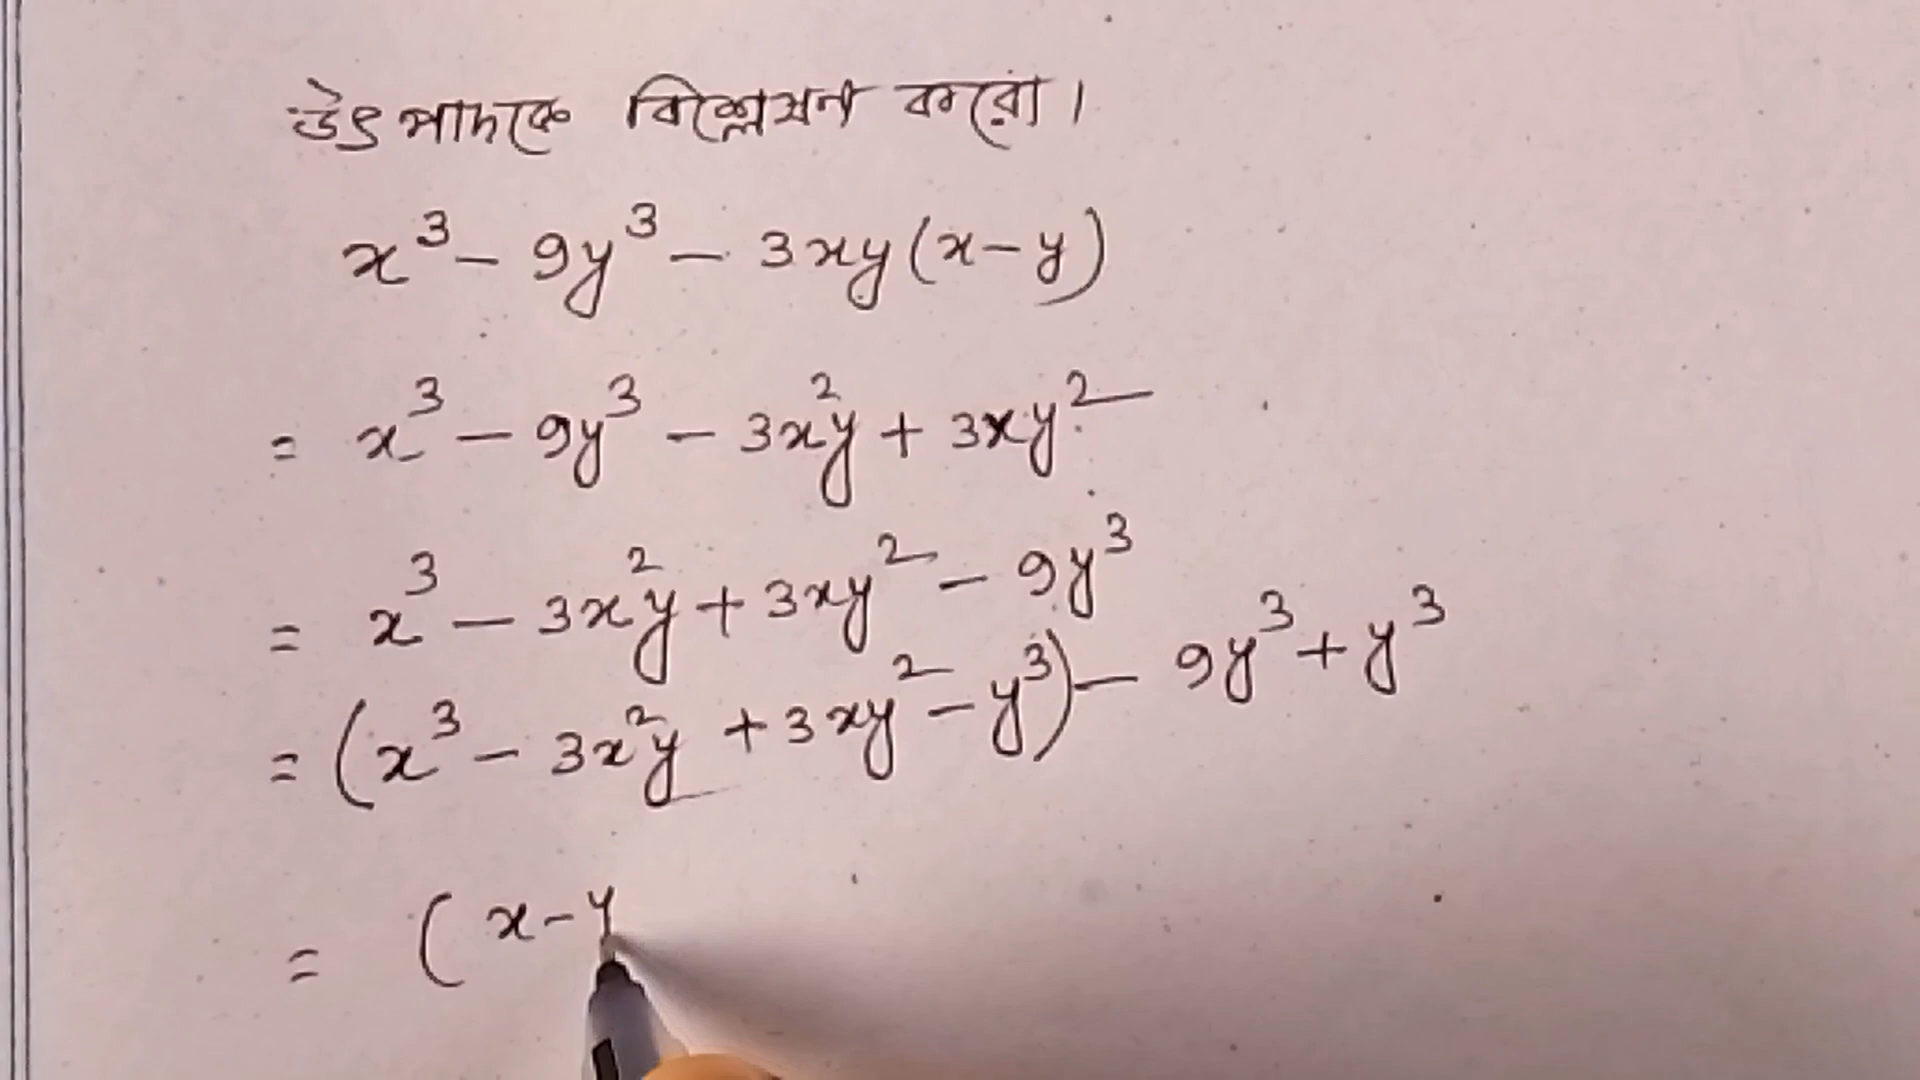 উৎপাদকে বিশ্লেষন করো।
x³ - 9y³ - 3xy(x-y)
= x³ - 9y³ - 3x²y + 3xy²
= x³ - 3x²y + 3xy² - 9y³
= (x³ - 3x²y + 3xy² - y³) - 9y³ + y³
= (x-y